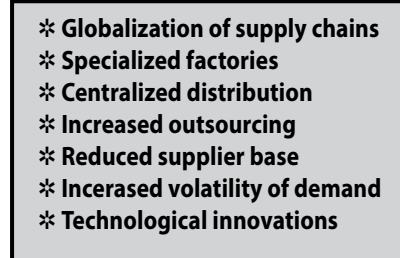 ✲ Globalization of supply chains
✲ Specialized factories
✲ Centralized distribution
✲ Increased outsourcing
✲ Reduced supplier base
✲ Incerased volatility of demand
✲ Technological innovations